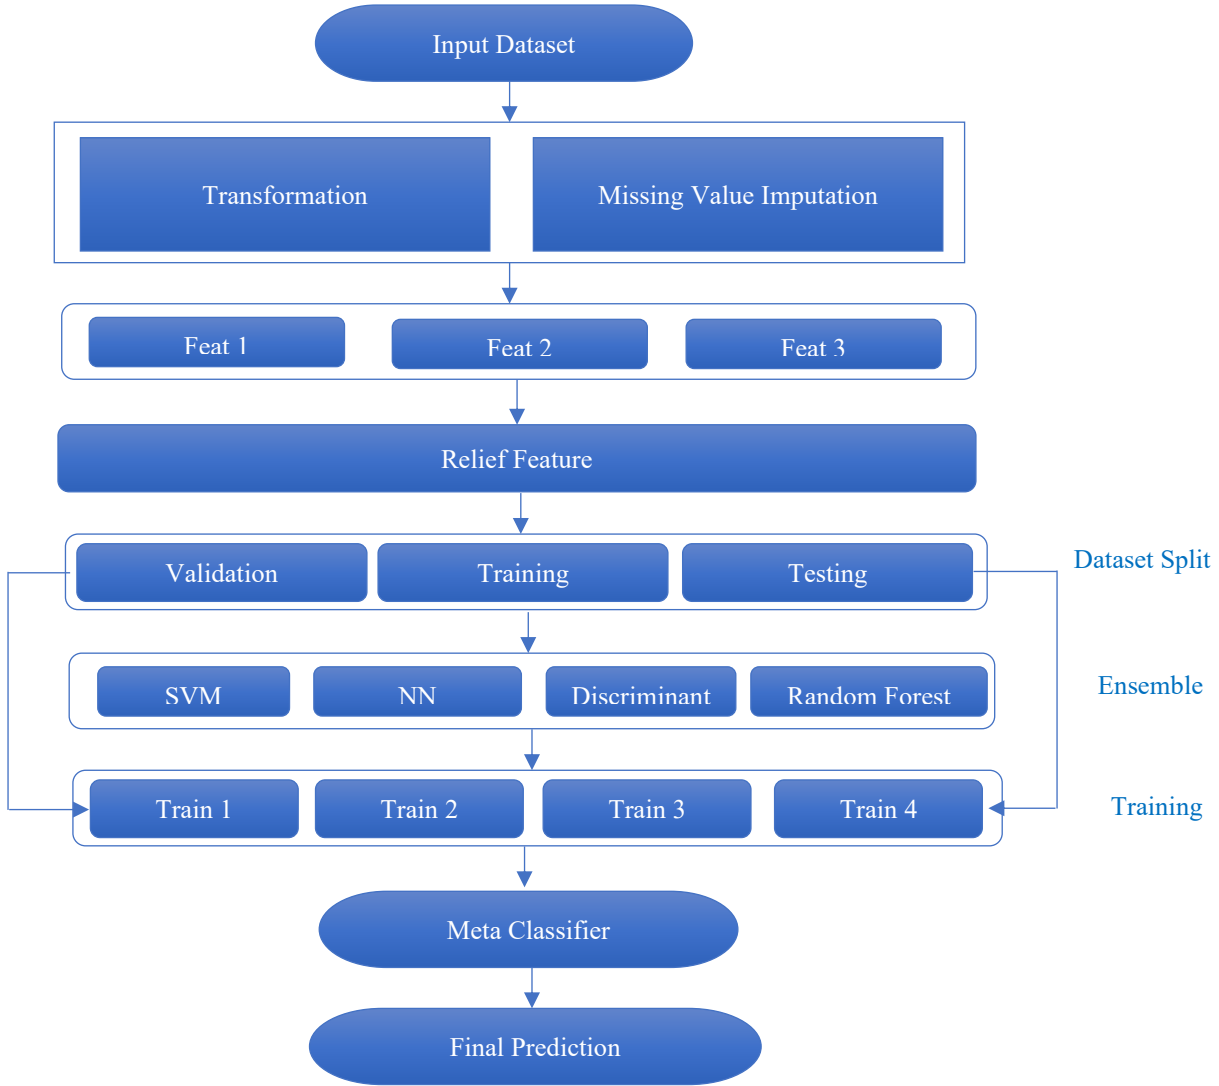 Input Dataset
Transformation
Missing Value Imputation
Feat 1
Feat 2
Feat 3
Relief Feature
Validation
Training
Testing
Dataset Split
SVM
NN
Discriminant
Random Forest
Ensemble
Train 1
Train 2
Train 3
Train 4
Training
Meta Classifier
Final Prediction